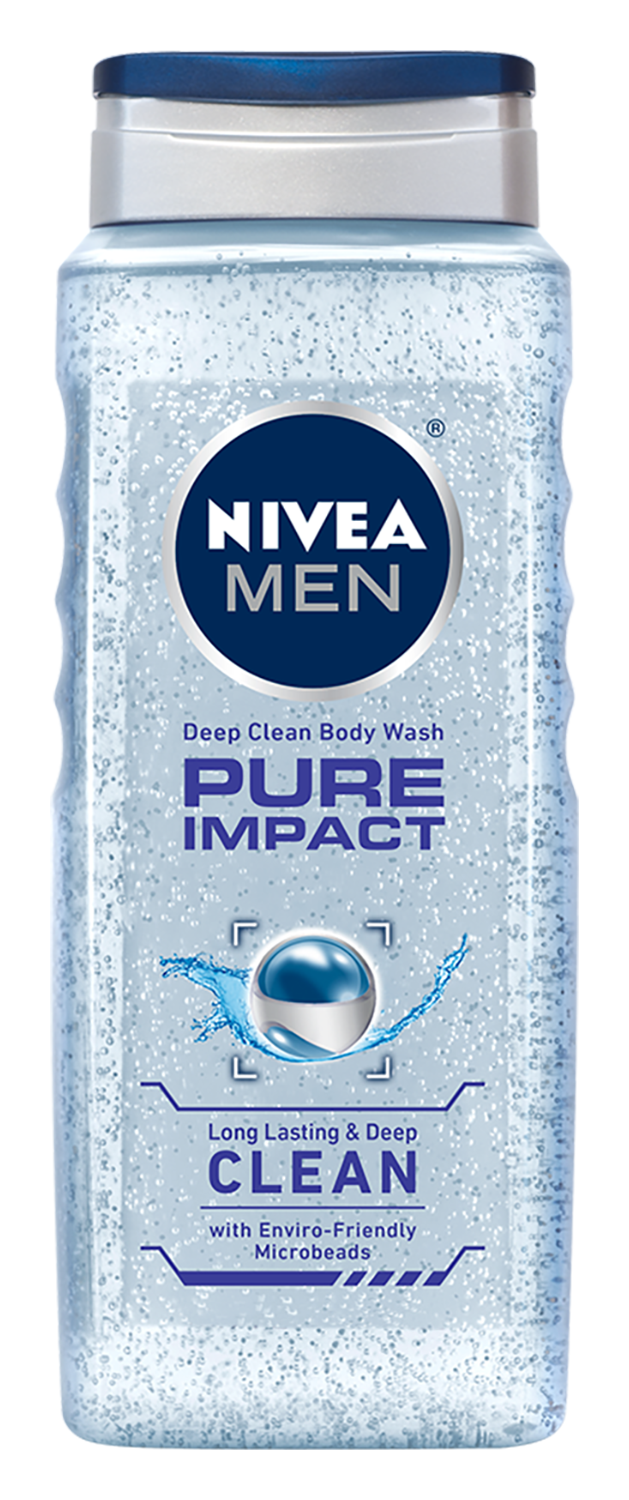 ®
NIVEA
MEN
Deep Clean Body Wash
PURE
IMPACT
Long Lasting & Deep
CLEAN
with Enviro-Friendly
Microbeads